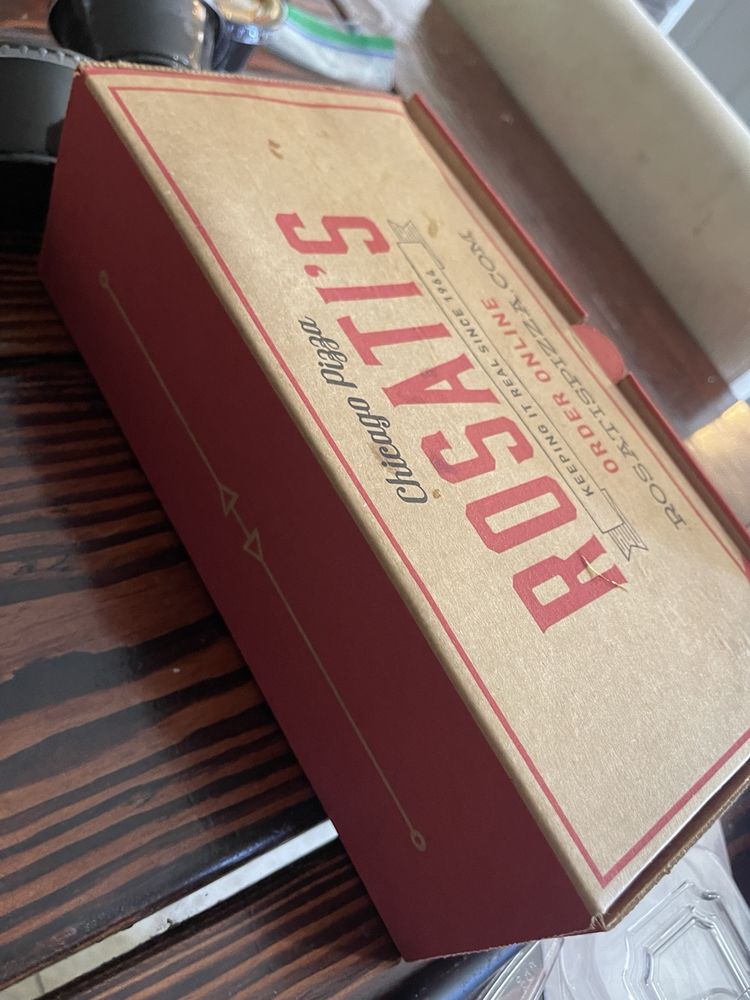 Chicago Pizza
ROSATI'S
KEEPING IT REAL SINCE 1964
ORDER ONLINE
ROSATISPIZZA.COM